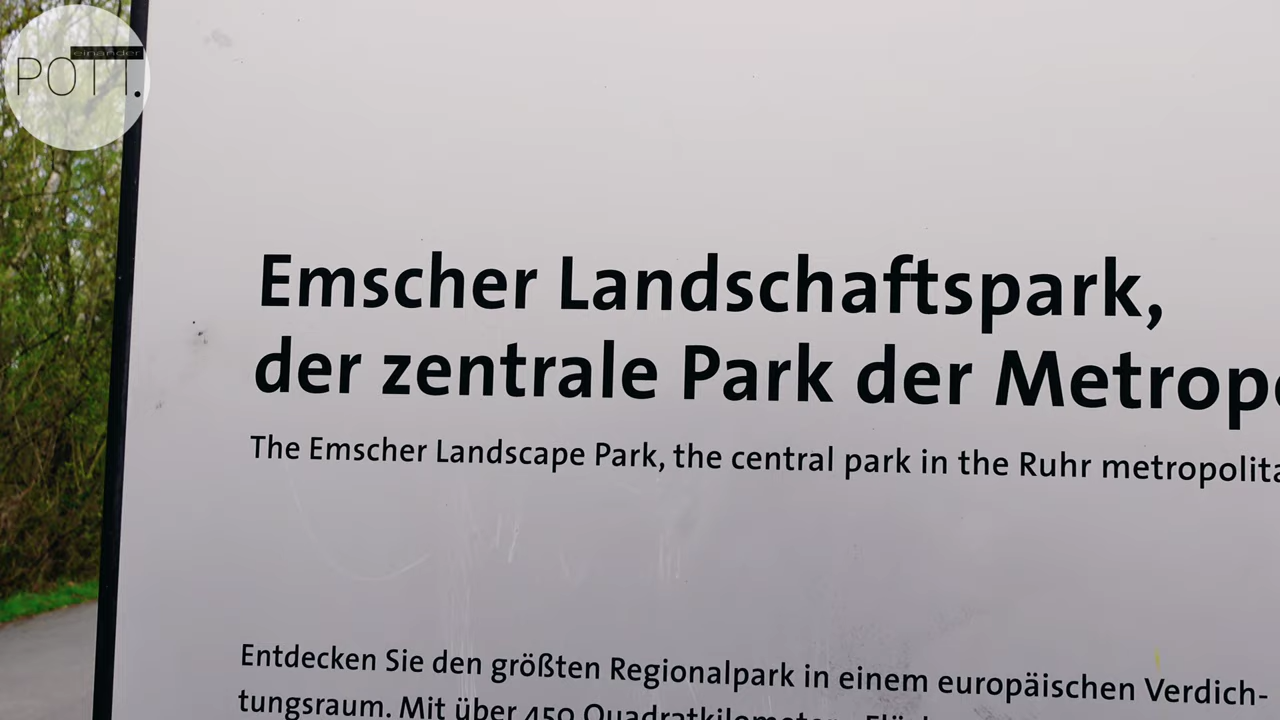 einander
POTT.
Emscher Landschaftspark,
der zentrale Park der
The Emscher Landscape Park, the central park in the Ruhr
Entdecken Sie den größten Regionalpark in einem europäischen Verdich-
tungsraum. Mit über 450